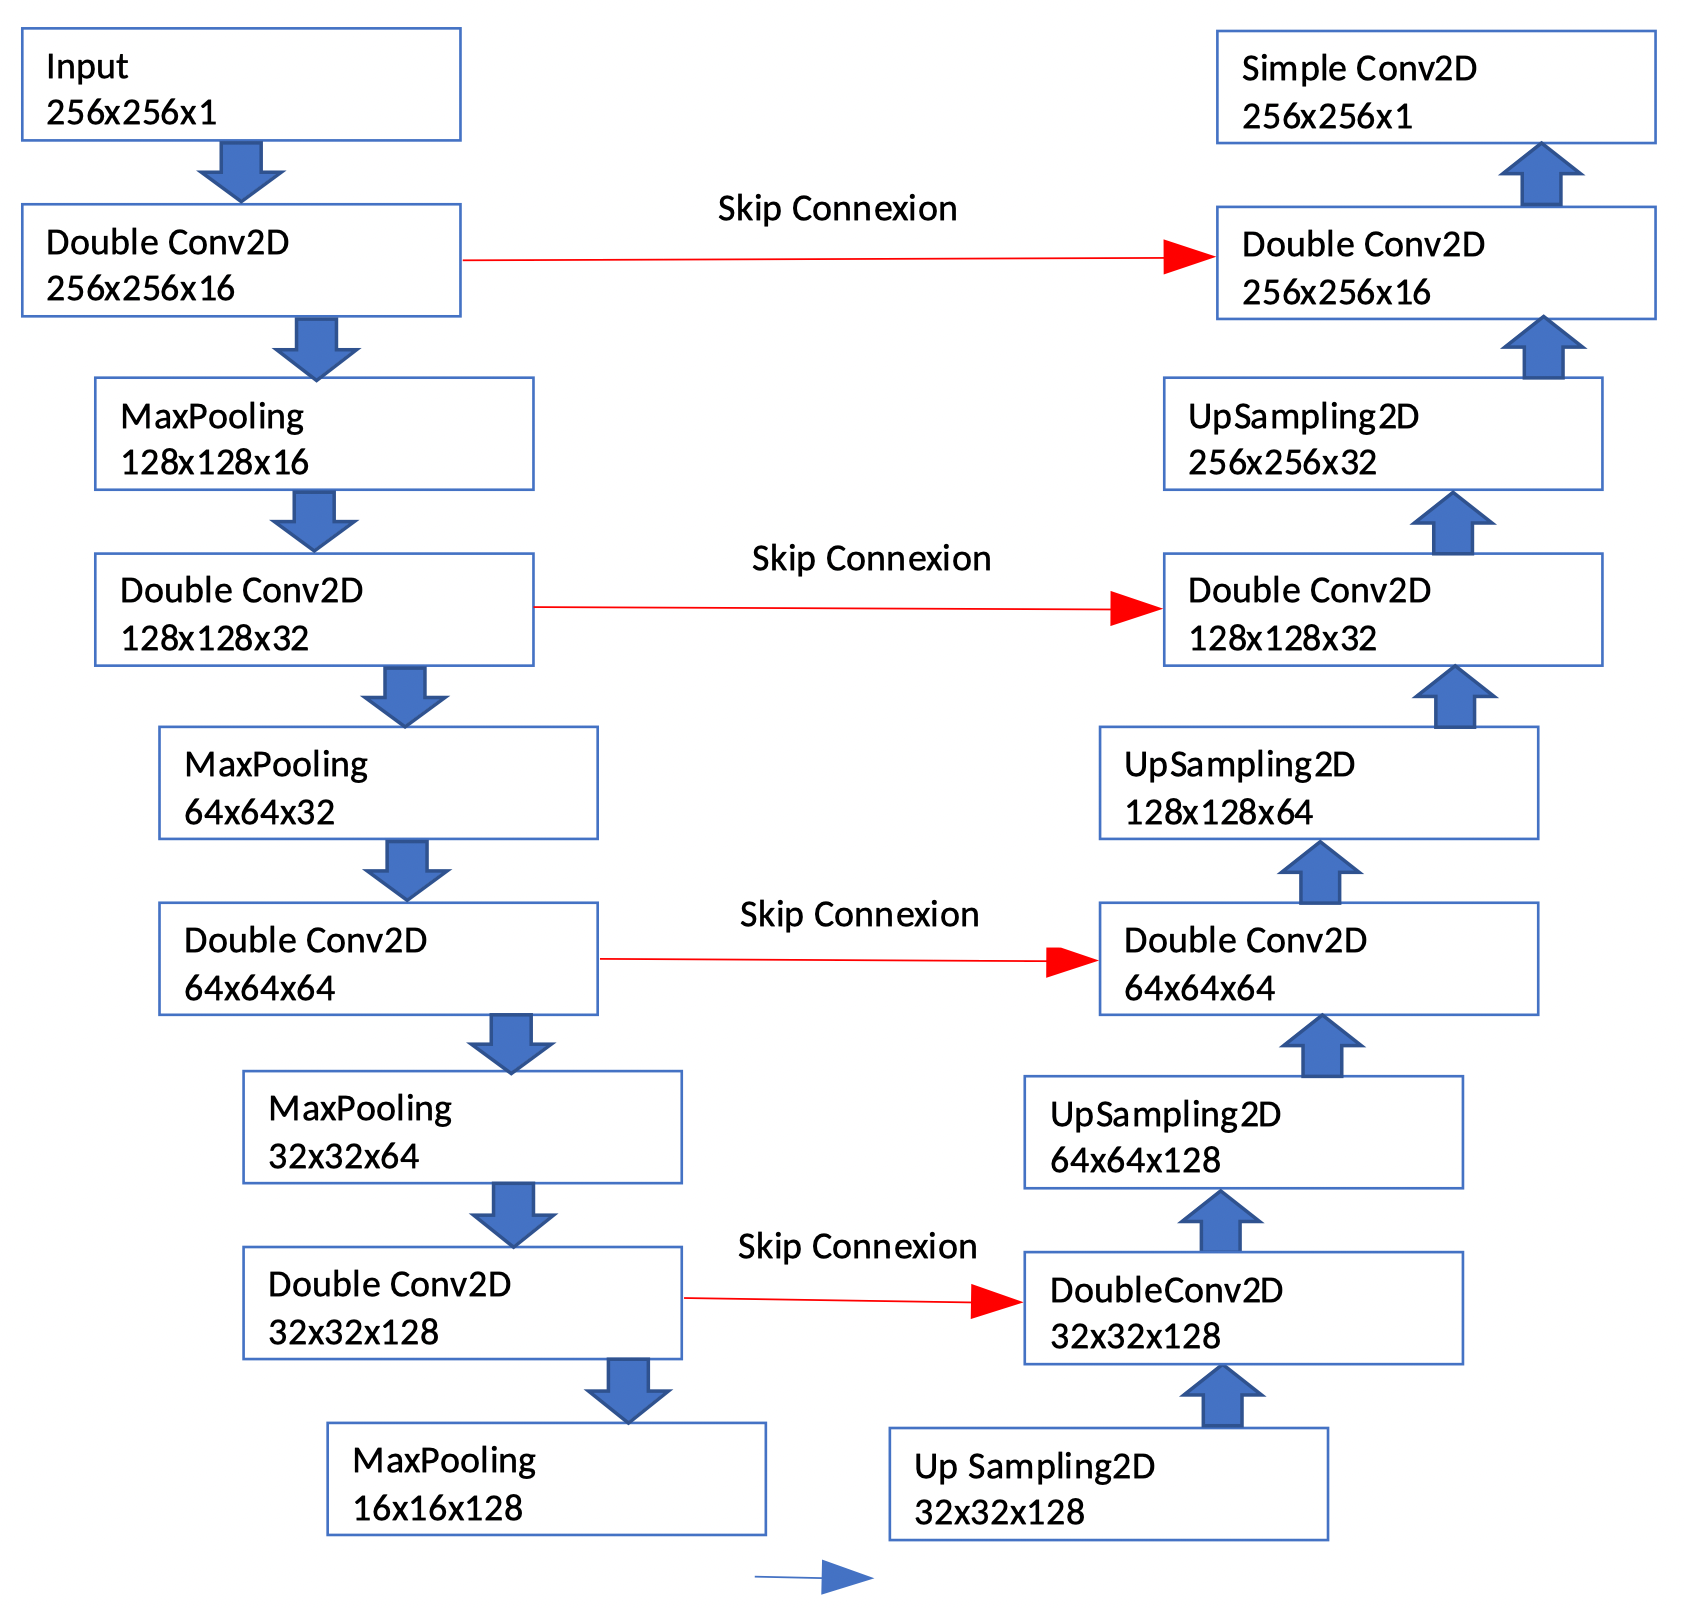 Input
256x256x1
Double Conv2D
256x256x16
MaxPooling
128x128x16
Double Conv2D
128x128x32
MaxPooling
64x64x32
Double Conv2D
64x64x64
MaxPooling
32x32x64
Double Conv2D
32x32x128
MaxPooling
16x16x128
Skip Connexion
Skip Connexion
Skip Connexion
Skip Connexion
Simple Conv2D
256x256x1
Double Conv2D
256x256x16
UpSampling2D
256x256x32
Double Conv2D
128x128x32
UpSampling2D
128x128x64
Double Conv2D
64x64x64
UpSampling2D
64x64x128
DoubleConv2D
32x32x128
Up Sampling2D
32x32x128